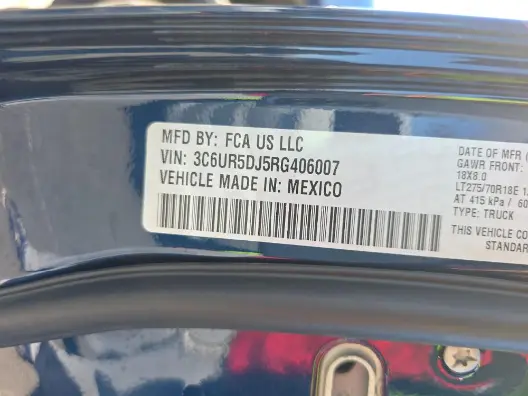 MFD BY: FCA US LLC
VIN: 3C6UR5DJ5RG406007
VEHICLE MADE IN: MEXICO
DATE OF MFR
GAWR FRONT:
18X8.0
LT275/70R18E
AT 415 kPa / 60
TYPE: TRUCK
THIS VEHICLE
STANDAR